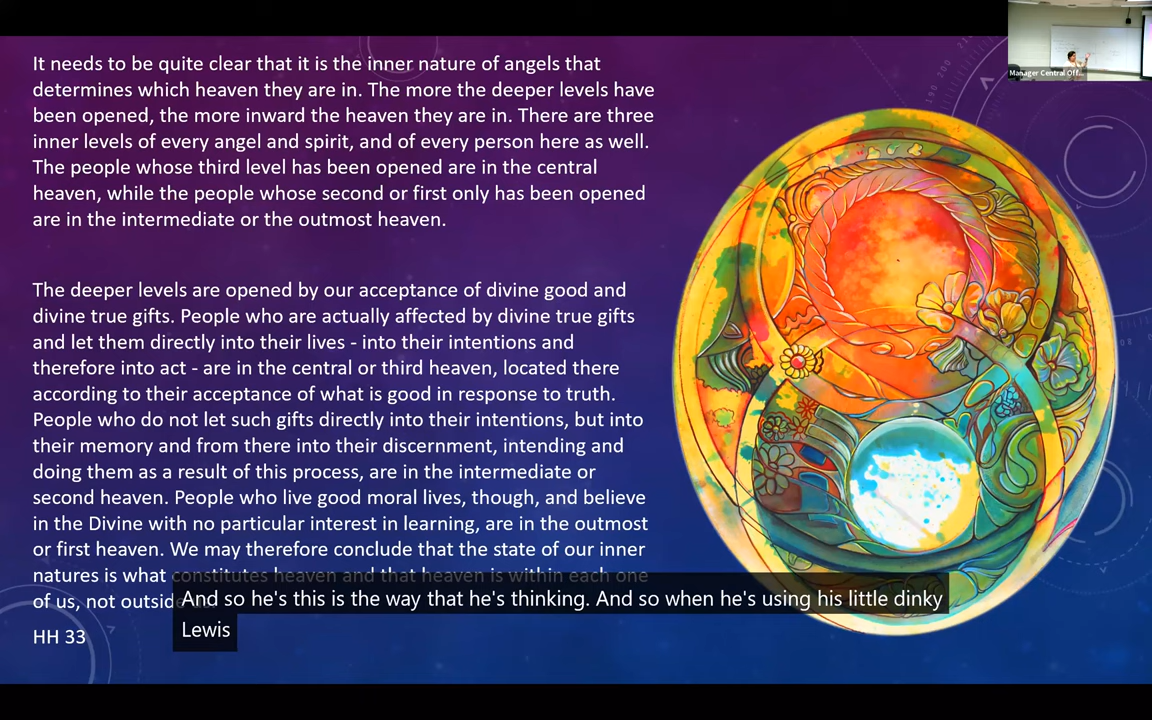 Manager Central Off...
It needs to be quite clear that it is the inner nature of angels that
determines which heaven they are in. The more the deeper levels have
been opened, the more inward the heaven they are in. There are three
inner levels of every angel and spirit, and of every person here as well.
The people whose third level has been opened are in the central
heaven, while the people whose second or first only has been opened
are in the intermediate or the outmost heaven.
The deeper levels are opened by our acceptance of divine good and
divine true gifts. People who are actually affected by divine true gifts
and let them directly into their lives - into their intentions and
therefore into act - are in the central or third heaven, located there
according to their acceptance of what is good in response to truth.
People who do not let such gifts directly into their intentions, but into
their memory and from there into their discernment, intending and
doing them as a result of this process, are in the intermediate or
second heaven. People who live good moral lives, though, and believe
in the Divine with no particular interest in learning, are in the outmost
or first heaven. We may therefore conclude that the state of our inner
natures is what constitutes heaven and that heaven is within each one
of us, not outside
HH 33
And so he's this is the way that he's thinking. And so when he's using his little dinky
Lewis